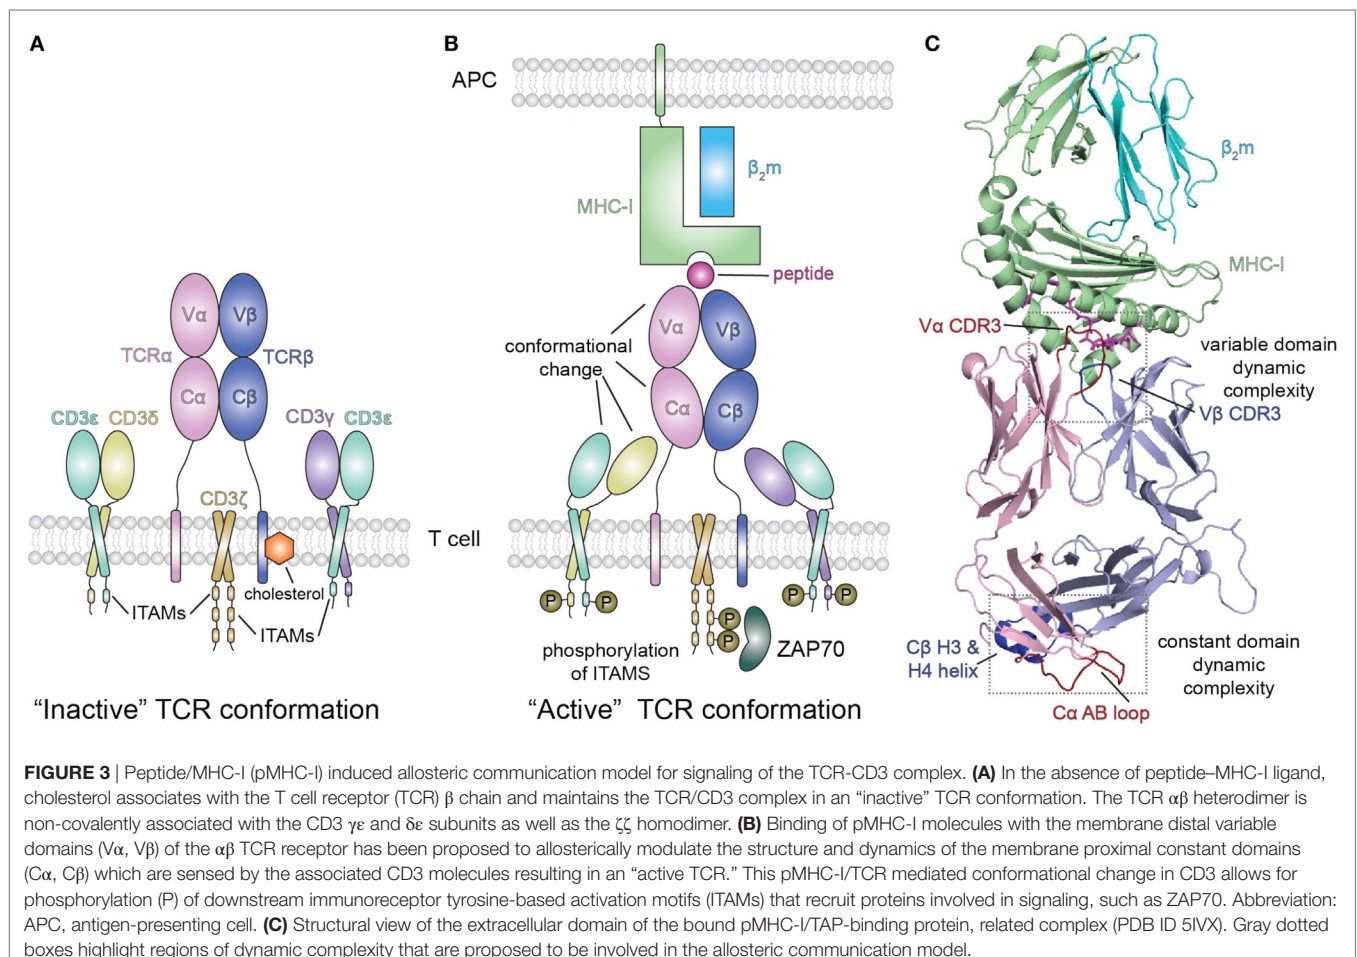 A
Vα
Vβ
TCRα
TCRβ
Cα
Cβ
CD3ε
CD3δ
CD3γ
CD3ε
CD3ζ
T cell
cholesterol
ITAMs
ITAMs
"Inactive" TCR conformation
B
APC
β2m
MHC-I
peptide
Vα
Vβ
conformational
change
Cα
Cβ
P
P
P
P
P
P
phosphorylation
of ITAMS
ZAP70
"Active" TCR conformation
C
β2m
MHC-I
Vα CDR3
variable domain
dynamic
complexity
Vβ CDR3
Cβ H3 &
H4 helix
constant domain
dynamic
complexity
Cα AB loop
FIGURE 3 | Peptide/MHC-I (pMHC-I) induced allosteric communication model for signaling of the TCR-CD3 complex. (A) In the absence of peptide–MHC-I ligand,
cholesterol associates with the T cell receptor (TCR) β chain and maintains the TCR/CD3 complex in an "inactive" TCR conformation. The TCR αβ heterodimer is
non-covalently associated with the CD3 γε and δε subunits as well as the ζζ homodimer. (B) Binding of pMHC-I molecules with the membrane distal variable
domains (Vα, Vβ) of the αβ TCR receptor has been proposed to allosterically modulate the structure and dynamics of the membrane proximal constant domains
(Cα, Cβ) which are sensed by the associated CD3 molecules resulting in an "active TCR." This pMHC-I/TCR mediated conformational change in CD3 allows for
phosphorylation (P) of downstream immunoreceptor tyrosine-based activation motifs (ITAMs) that recruit proteins involved in signaling, such as ZAP70. Abbreviation:
APC, antigen-presenting cell. (C) Structural view of the extracellular domain of the bound pMHC-I/TAP-binding protein, related complex (PDB ID 5IVX). Gray dotted
boxes highlight regions of dynamic complexity that are proposed to be involved in the allosteric communication model.